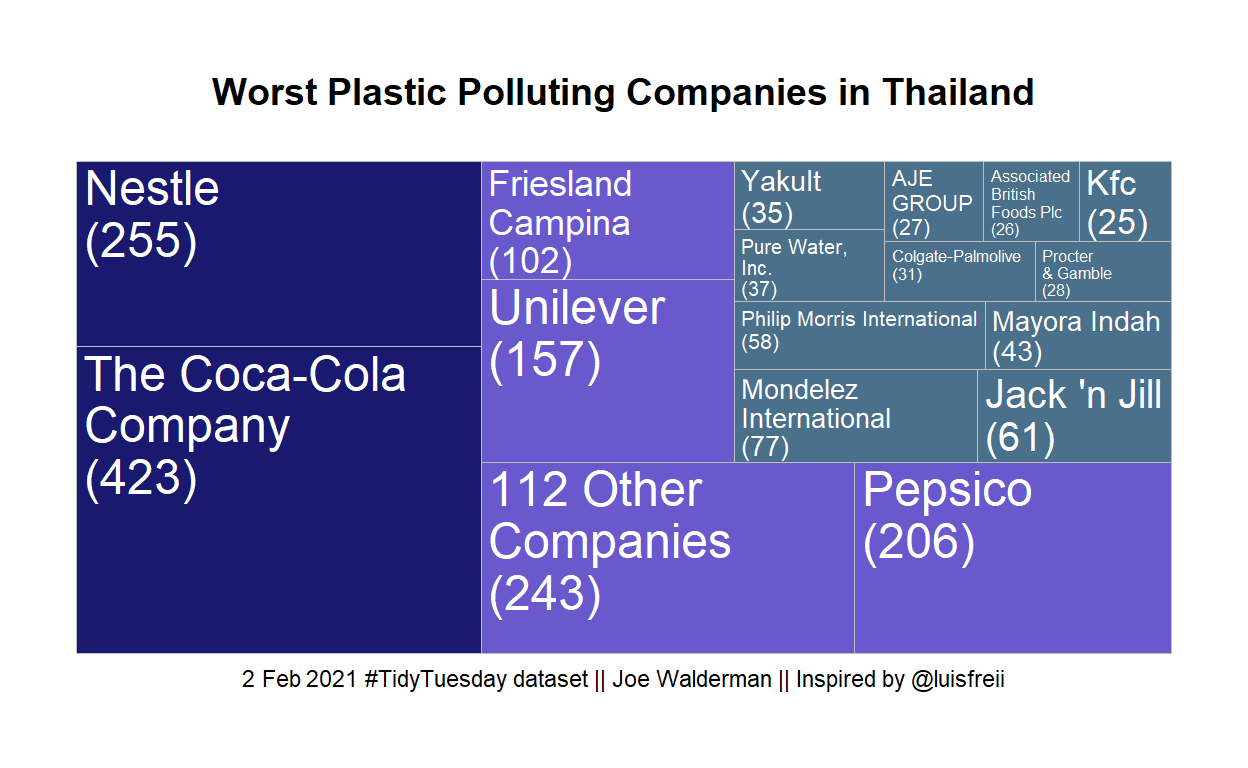 Worst Plastic Polluting Companies in Thailand
Nestle
(255)
The Coca-Cola
Company
(423)
Friesland
Campina
(102)
Unilever
(157)
112 Other
Companies
(243)
Pepsico
(206)
Yakult
(35)
Pure Water,
Inc.
(37)
AJE
GROUP
(27)
Associated
British
Foods Plc
(26)
Kfc
(25)
Colgate-Palmolive
(31)
Procter
& Gamble
(28)
Philip Morris International
(58)
Mayora Indah
(43)
Mondelez
International
(77)
Jack 'n Jill
(61)
2 Feb 2021 #TidyTuesday dataset || Joe Walderman || Inspired by @luisfreii